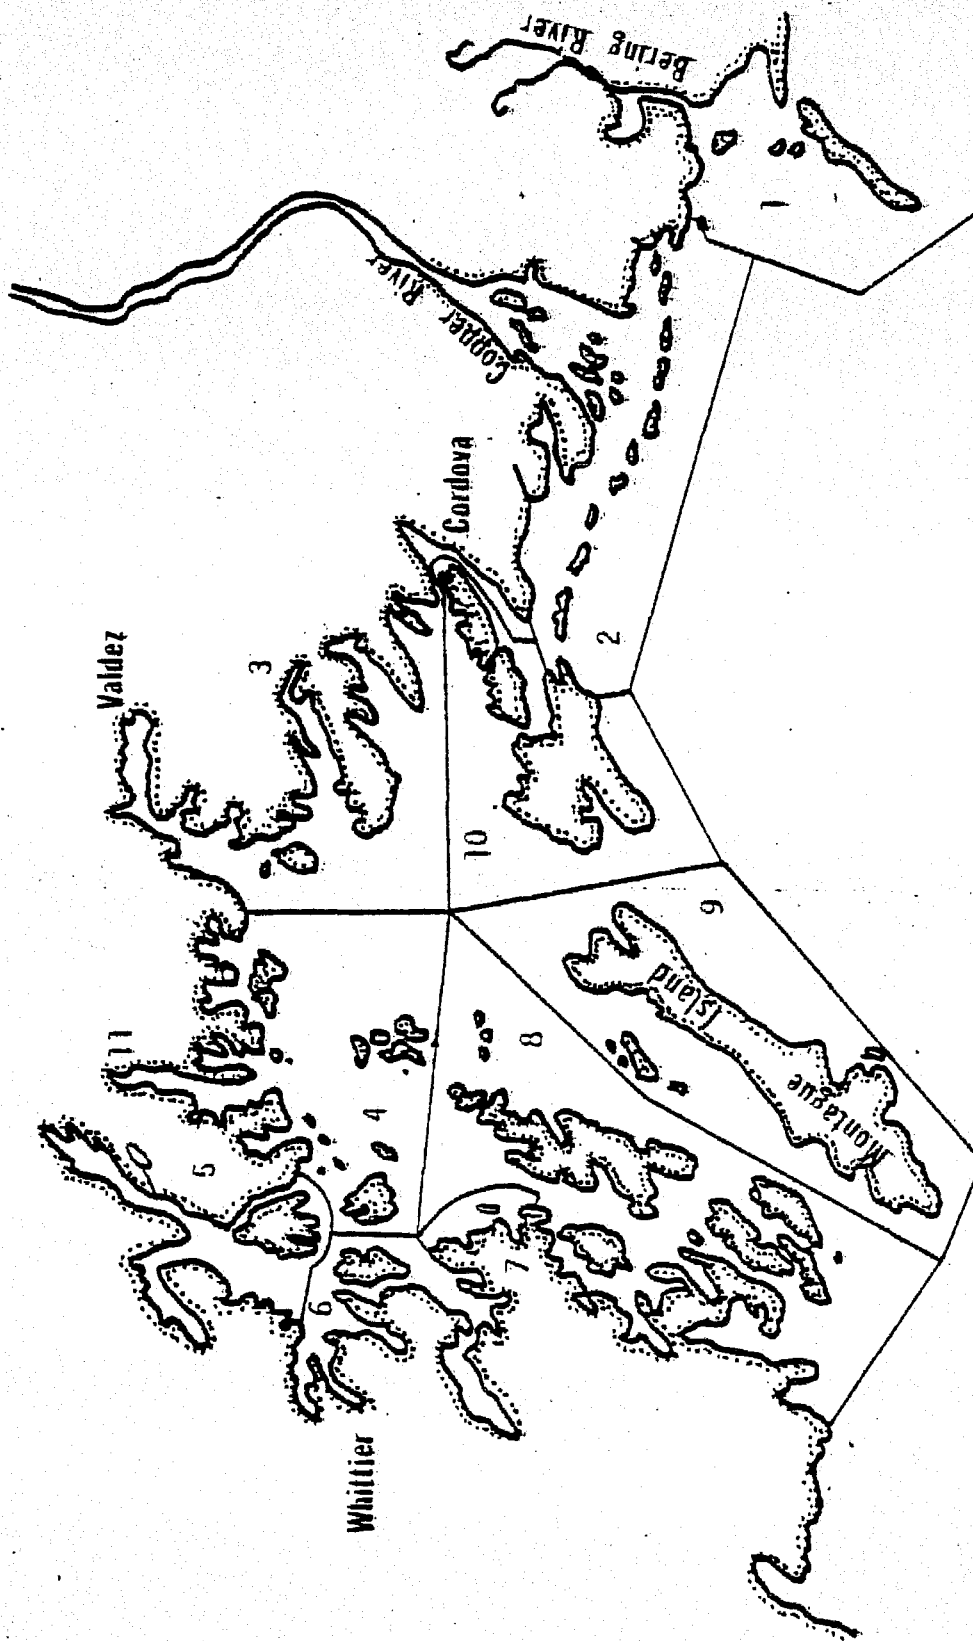 Valdez
3
11
5
4
6
Whittier
7
8
10
Cordova
2
9
Montague
Island
Copper River
Bering
River
1